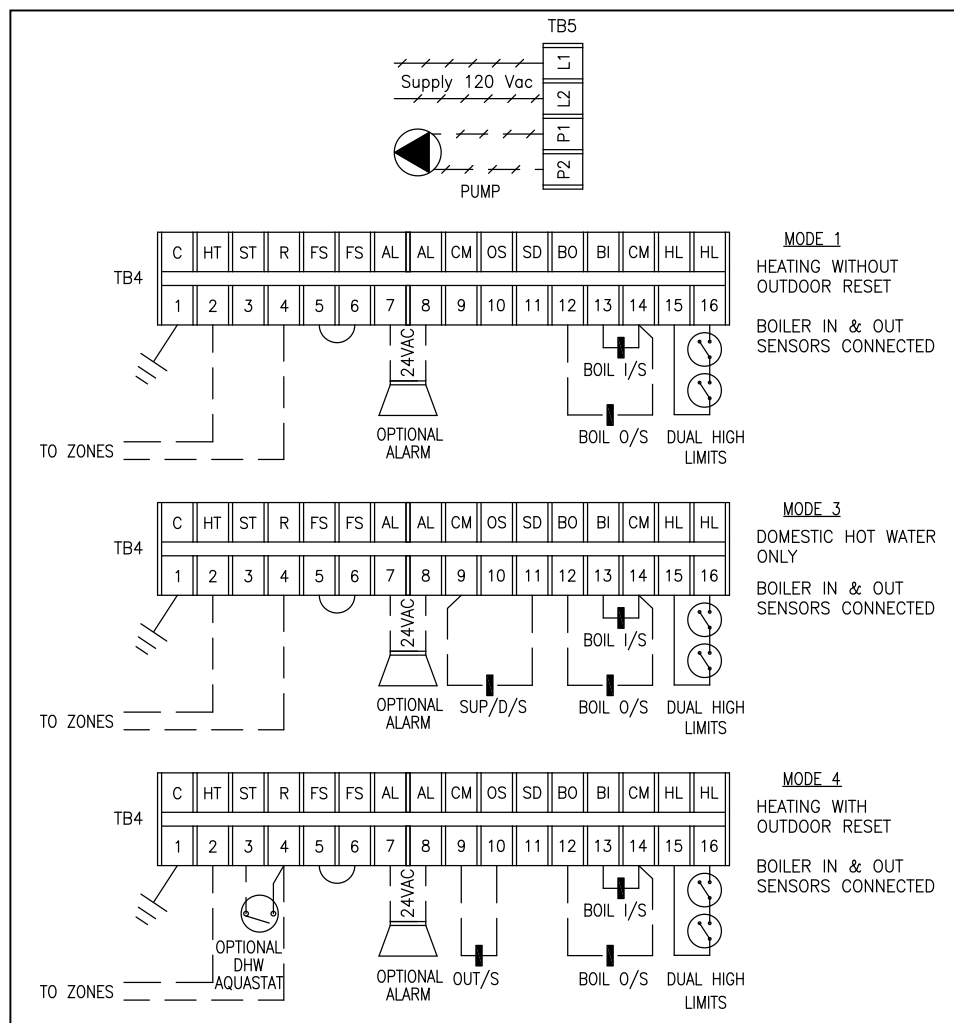 TB5
L1
Supply 120 Vac
L2
P1
P2
PUMP
C HT ST R FS FS AL AL CM OS SD BO BI CM HL HL
TB4
1 2 3 4 5 6 7 8 9 10 11 12 13 14 15 16
MODE 1
HEATING WITHOUT
OUTDOOR RESET
BOILER IN & OUT
SENSORS CONNECTED
24VAC
BOIL I/S
TO ZONES
OPTIONAL
ALARM
BOIL O/S
DUAL HIGH
LIMITS
C HT ST R FS FS AL AL CM OS SD BO BI CM HL HL
TB4
1 2 3 4 5 6 7 8 9 10 11 12 13 14 15 16
MODE 3
DOMESTIC HOT WATER
ONLY
BOILER IN & OUT
SENSORS CONNECTED
24VAC
BOIL I/S
TO ZONES
OPTIONAL
ALARM
SUP/D/S
BOIL O/S
DUAL HIGH
LIMITS
C HT ST R FS FS AL AL CM OS SD BO BI CM HL HL
TB4
1 2 3 4 5 6 7 8 9 10 11 12 13 14 15 16
MODE 4
HEATING WITH
OUTDOOR RESET
BOILER IN & OUT
SENSORS CONNECTED
24VAC
BOIL I/S
OPTIONAL
DHW
AQUASTAT
TO ZONES
OPTIONAL
ALARM
OUT/S
BOIL O/S
DUAL HIGH
LIMITS